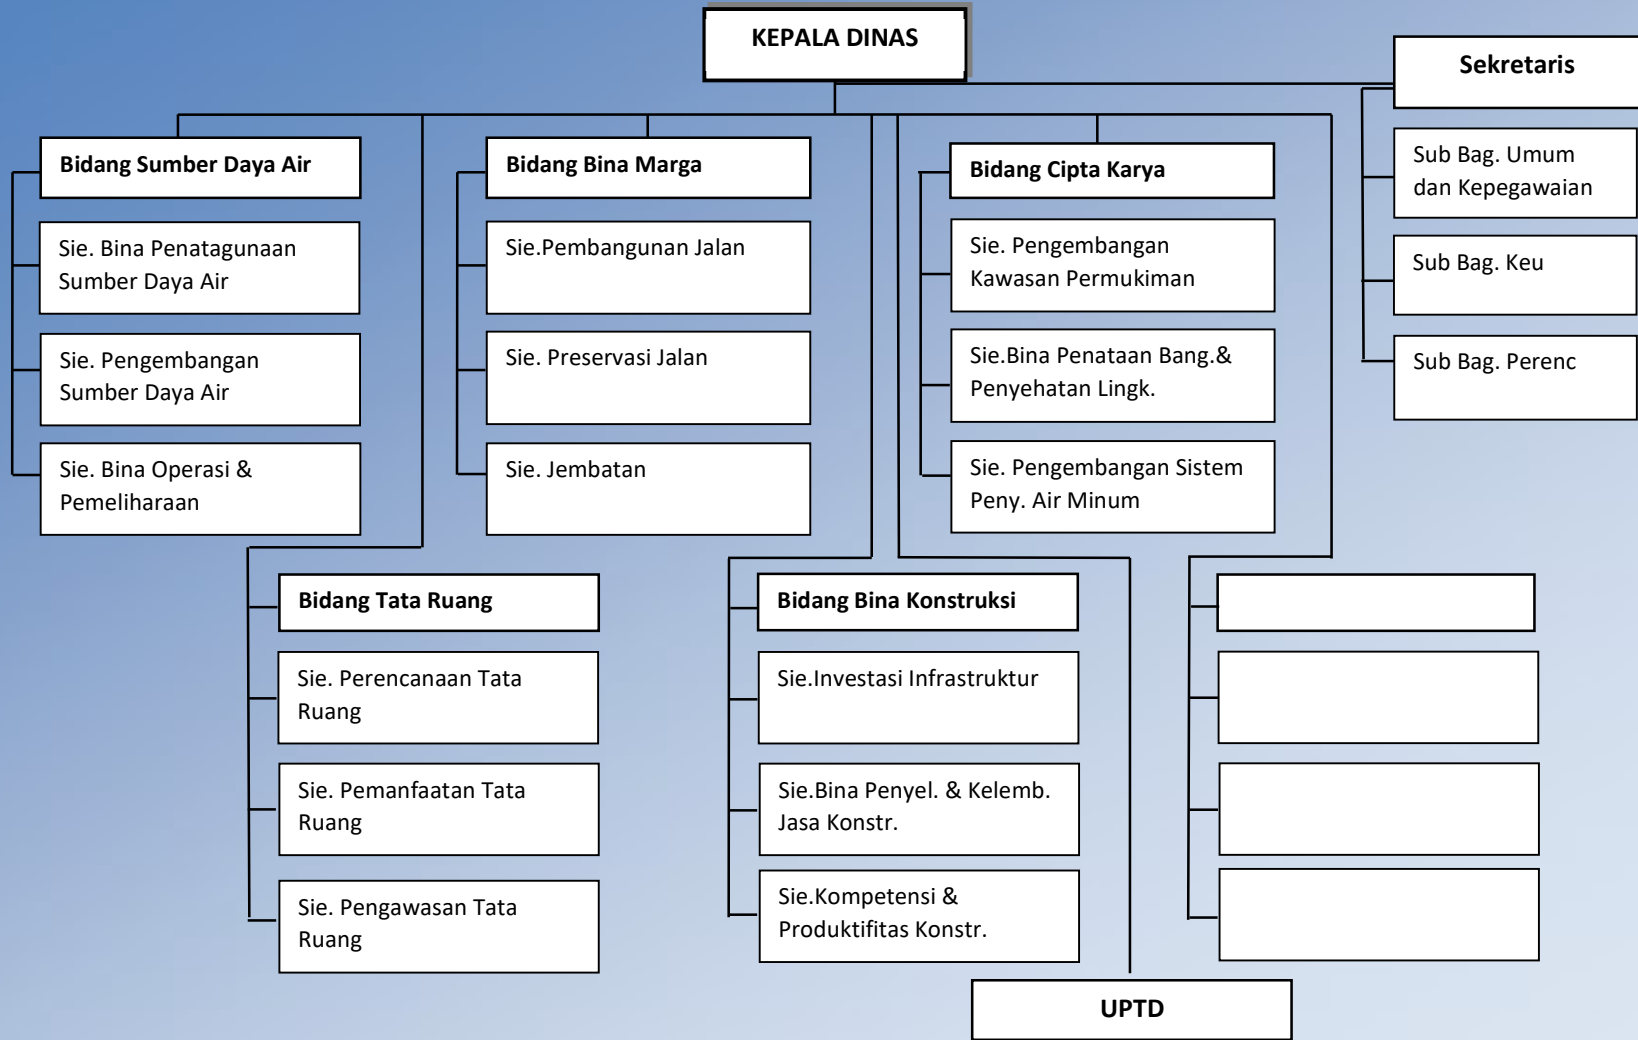 KEPALA DINAS
Sekretaris
Sub Bag. Umum
dan Kepegawaian
Sub Bag. Keu
Sub Bag. Perenc
Bidang Sumber Daya Air
Sie. Bina Penatagunaan
Sumber Daya Air
Sie. Pengembangan
Sumber Daya Air
Sie. Bina Operasi &
Pemeliharaan
Bidang Bina Marga
Sie.Pembangunan Jalan
Sie. Preservasi Jalan
Sie. Jembatan
Bidang Cipta Karya
Sie. Pengembangan
Kawasan Permukiman
Sie.Bina Penataan Bang.&
Penyehatan Lingk.
Sie. Pengembangan Sistem
Peny. Air Minum
Bidang Tata Ruang
Sie. Perencanaan Tata
Ruang
Sie. Pemanfaatan Tata
Ruang
Sie. Pengawasan Tata
Ruang
Bidang Bina Konstruksi
Sie.Investasi Infrastruktur
Sie.Bina Penyel. & Kelemb.
Jasa Konstr.
Sie.Kompetensi &
Produktifitas Konstr.
UPTD